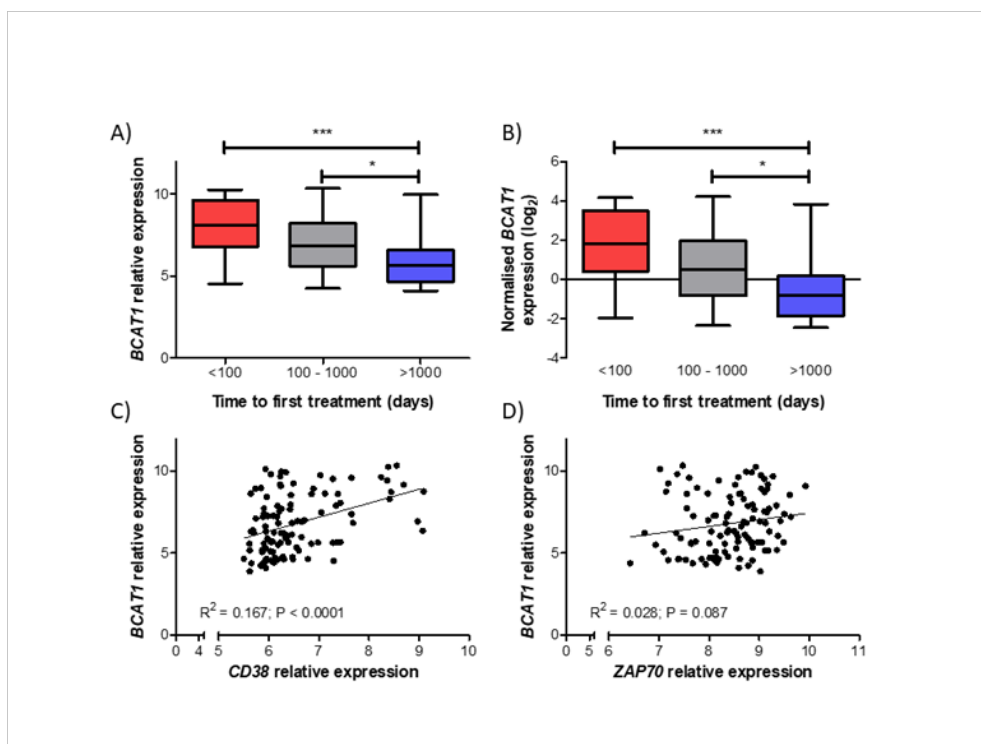 A)
***
*
BCAT1 relative expression
10
5
0
<100
100 - 1000
>1000
Time to first treatment (days)
B)
***
*
Normalised BCAT1
expression (log2)
6
4
2
0
-2
-4
<100
100 - 1000
>1000
Time to first treatment (days)
C)
BCAT1 relative expression
10
5
0
R² = 0.167; P < 0.0001
0 4 5 6 7 8 9 10
CD38 relative expression
D)
BCAT1 relative expression
10
5
0
R² = 0.028; P = 0.087
0 5 6 7 8 9 10 11
ZAP70 relative expression